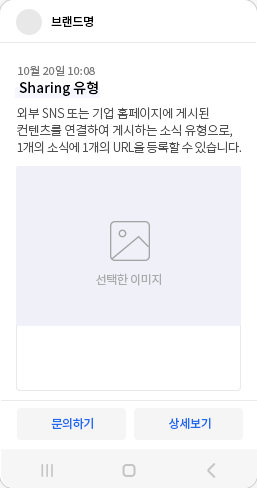 브랜드명
10월 20일 10:08
Sharing 유형
외부 SNS 또는 기업 홈페이지에 게시된
컨텐츠를 연결하여 게시하는 소식 유형으로,
1개의 소식에 1개의 URL을 등록할 수 있습니다.
선택한 이미지
문의하기 상세보기